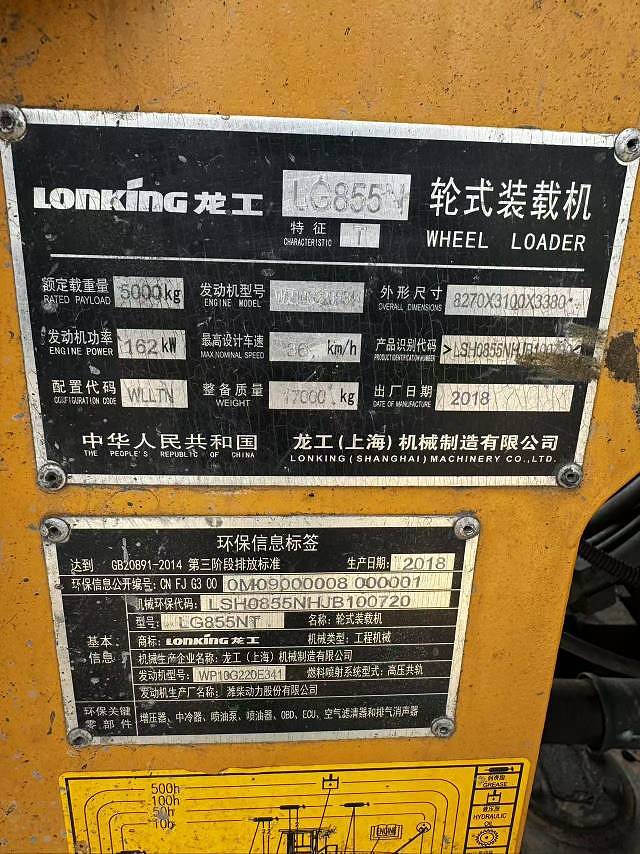 LONKING 龙工 LG855N 轮式装载机
特征 T
CHARACTERISTIC
WHEEL LOADER
额定载重量 5000kg 发动机型号 外形尺寸 8270X3100X3380
RATED PAYLOAD ENGINE MODEL OVERALL DIMENSIONS
发动机功率 162 kW 最高设计车速 36 km/h 产品识别代码
ENGINE POWER MAX.NOMINAL SPEED PRODUCT IDENTIFICATION NUMBER
配置代码 WLLTN 整备质量 17000 kg 出厂日期 2018
CONFIGURATION CODE WEIGHT DATE OF MANUFACTURE
中华人民共和国 龙工(上海)机械制造有限公司
THE PEOPLE'S REPUBLIC OF CHINA LONKING (SHANGHAI) MACHINERY CO., LTD.
环保信息标签
达到 GB20891-2014 第三阶段排放标准 生产日期: 2018
环保信息公开编号: CN FJ G3 00 0M09000008 000001
机械环保代码: LSH0855NHJB100720
型号: LG855NT 名称: 轮式装载机
基本信息
商标: LONKING 龙工 机械类型: 工程机械
机械生产企业名称: 龙工(上海)机械制造有限公司
发动机型号: WP10G220E341 燃料喷射系统型式: 高压共轨
发动机生产厂名称: 潍柴动力股份有限公司
环保关键零部件 增压器、中冷器、喷油泵、喷油器、OBD、ECU、空气滤清器和排气消声器
500h
100h
50h
10h
ENGINE
GREASE
HYDRAULIC
OIL